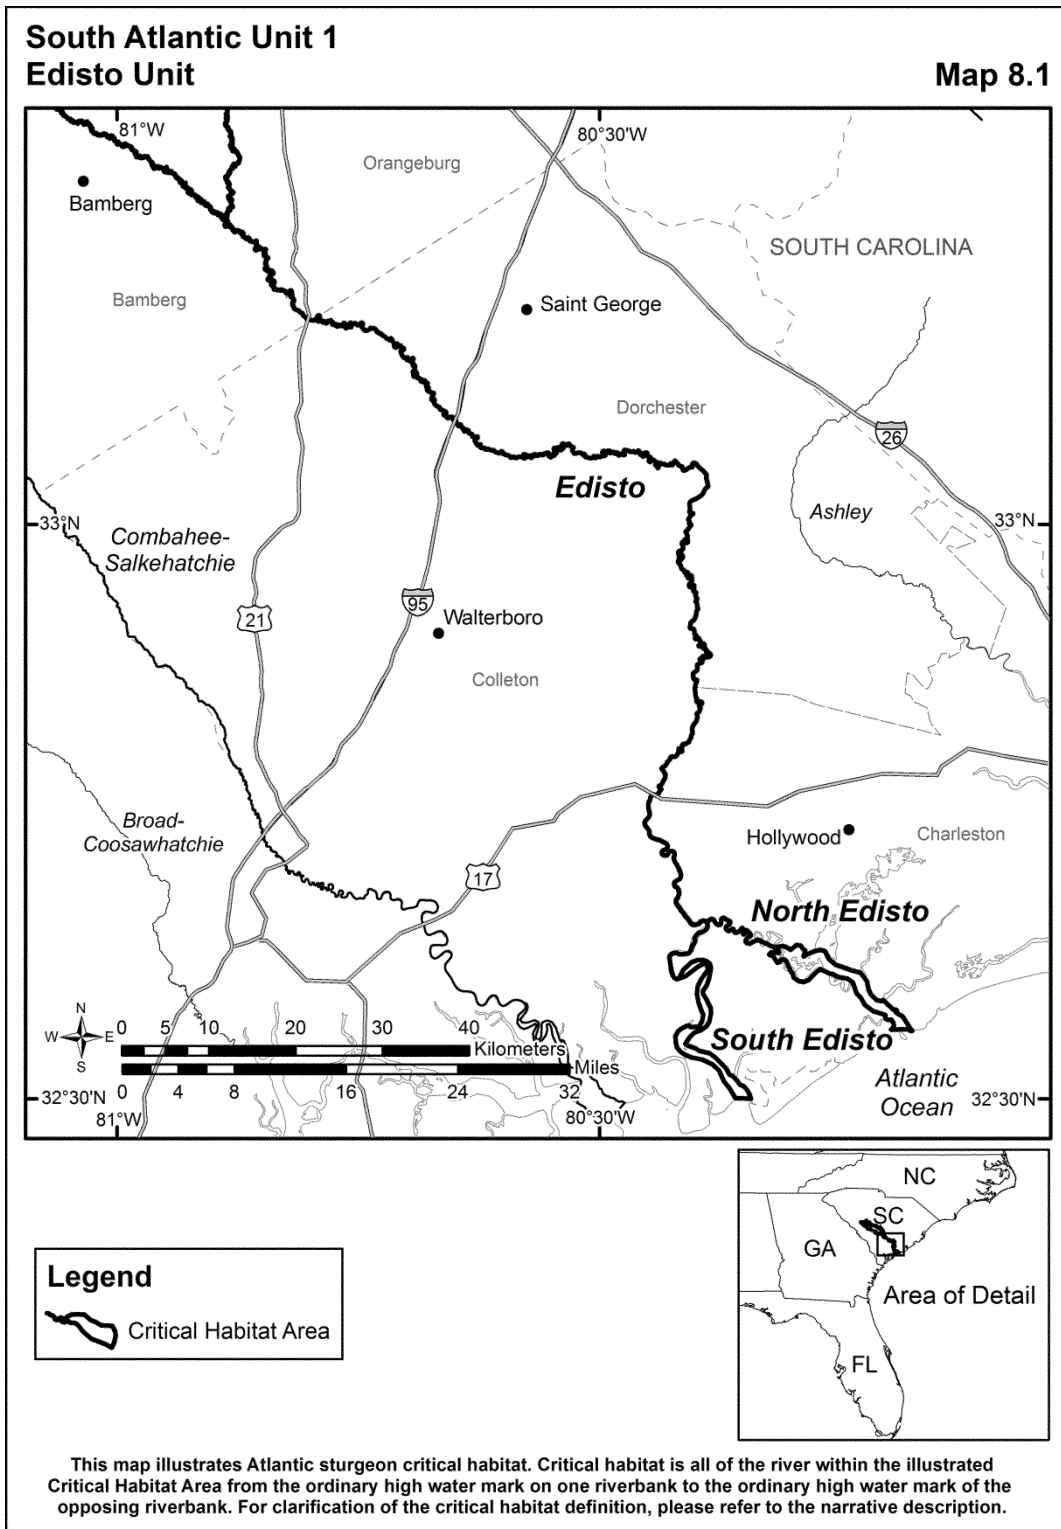 South Atlantic Unit 1
Edisto Unit
Map 8.1
81°W
80°30'W
Orangeburg
Bamberg
SOUTH CAROLINA
Bamberg
Saint George
Dorchester
26
Edisto
33°N
Ashley
33°N
Combahee-
Salkehatchie
95
21
Walterboro
Colleton
Broad-
Coosawhatchie
Hollywood
Charleston
17
North Edisto
N
W E
S
0 5 10 20 30 40
Kilometers
South Edisto
Miles
0 4 8 16 24 32
Atlantic
Ocean
32°30'N
32°30'N
81°W
80°30'W
NC
SC
GA
Area of Detail
FL
Legend
Critical Habitat Area
This map illustrates Atlantic sturgeon critical habitat. Critical habitat is all of the river within the illustrated
Critical Habitat Area from the ordinary high water mark on one riverbank to the ordinary high water mark of the
opposing riverbank. For clarification of the critical habitat definition, please refer to the narrative description.